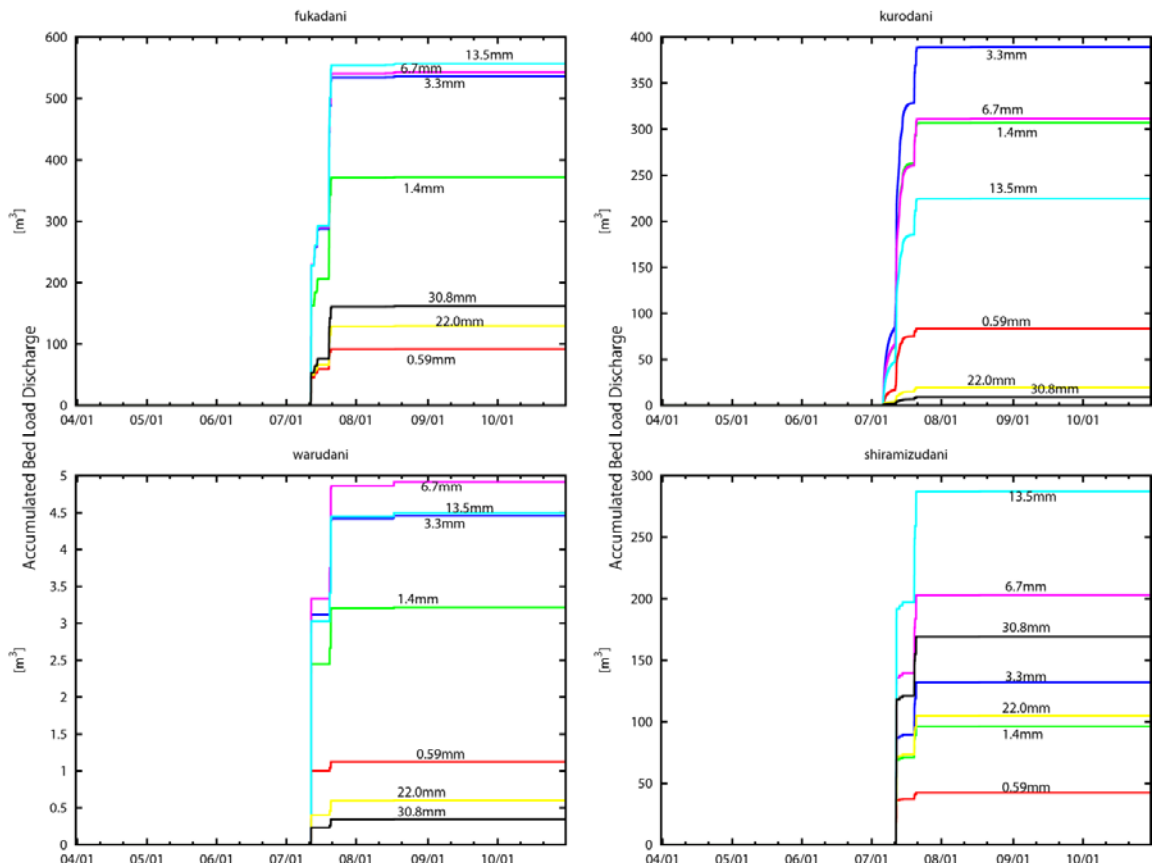 fukadani
600
500
400
300
200
100
0
13.5mm
6.7mm
3.3mm
1.4mm
30.8mm
22.0mm
0.59mm
04/01 05/01 06/01 07/01 08/01 09/01 10/01
[m³]
Accumulated Bed Load Discharge
kurodani
400
350
300
250
200
150
100
50
0
3.3mm
6.7mm
1.4mm
13.5mm
0.59mm
22.0mm
30.8mm
04/01 05/01 06/01 07/01 08/01 09/01 10/01
[m³]
Accumulated Bed Load Discharge
warudani
5
4.5
4
3.5
3
2.5
2
1.5
1
0.5
0
6.7mm
13.5mm
3.3mm
1.4mm
0.59mm
22.0mm
30.8mm
04/01 05/01 06/01 07/01 08/01 09/01 10/01
[m³]
shiramizudani
300
250
200
150
100
50
0
13.5mm
6.7mm
30.8mm
3.3mm
22.0mm
1.4mm
0.59mm
04/01 05/01 06/01 07/01 08/01 09/01 10/01
[m³]